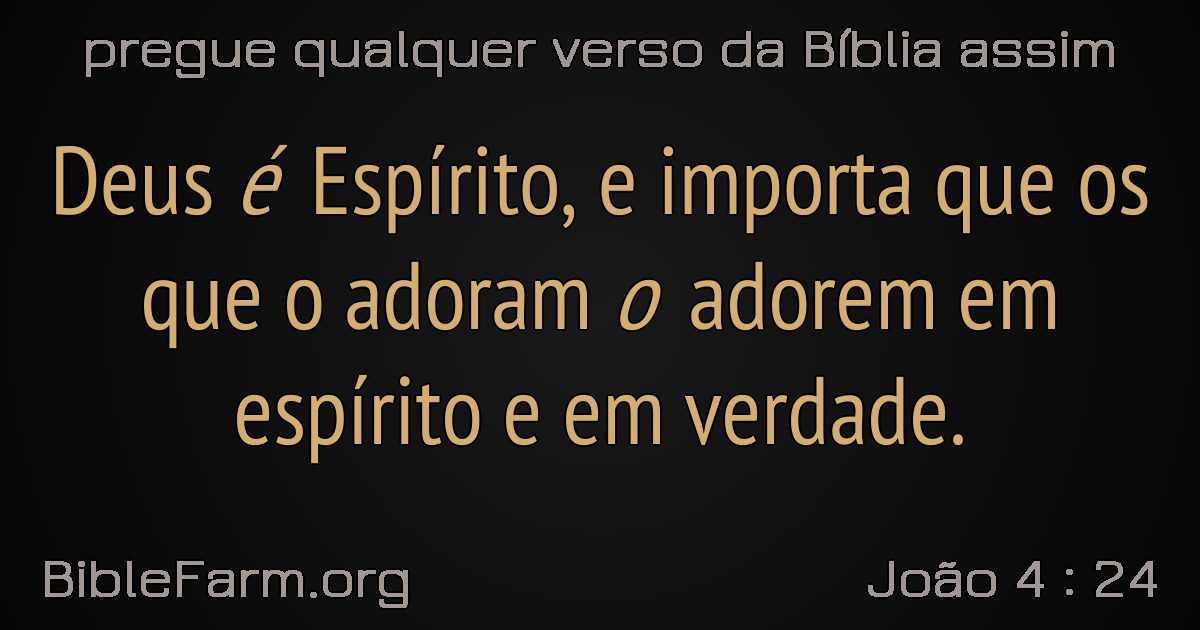 pregue qualquer verso da Bíblia assim
Deus é Espírito, e importa que os
que o adoram o adorem em
espírito e em verdade.
BibleFarm.org
João 4 : 24